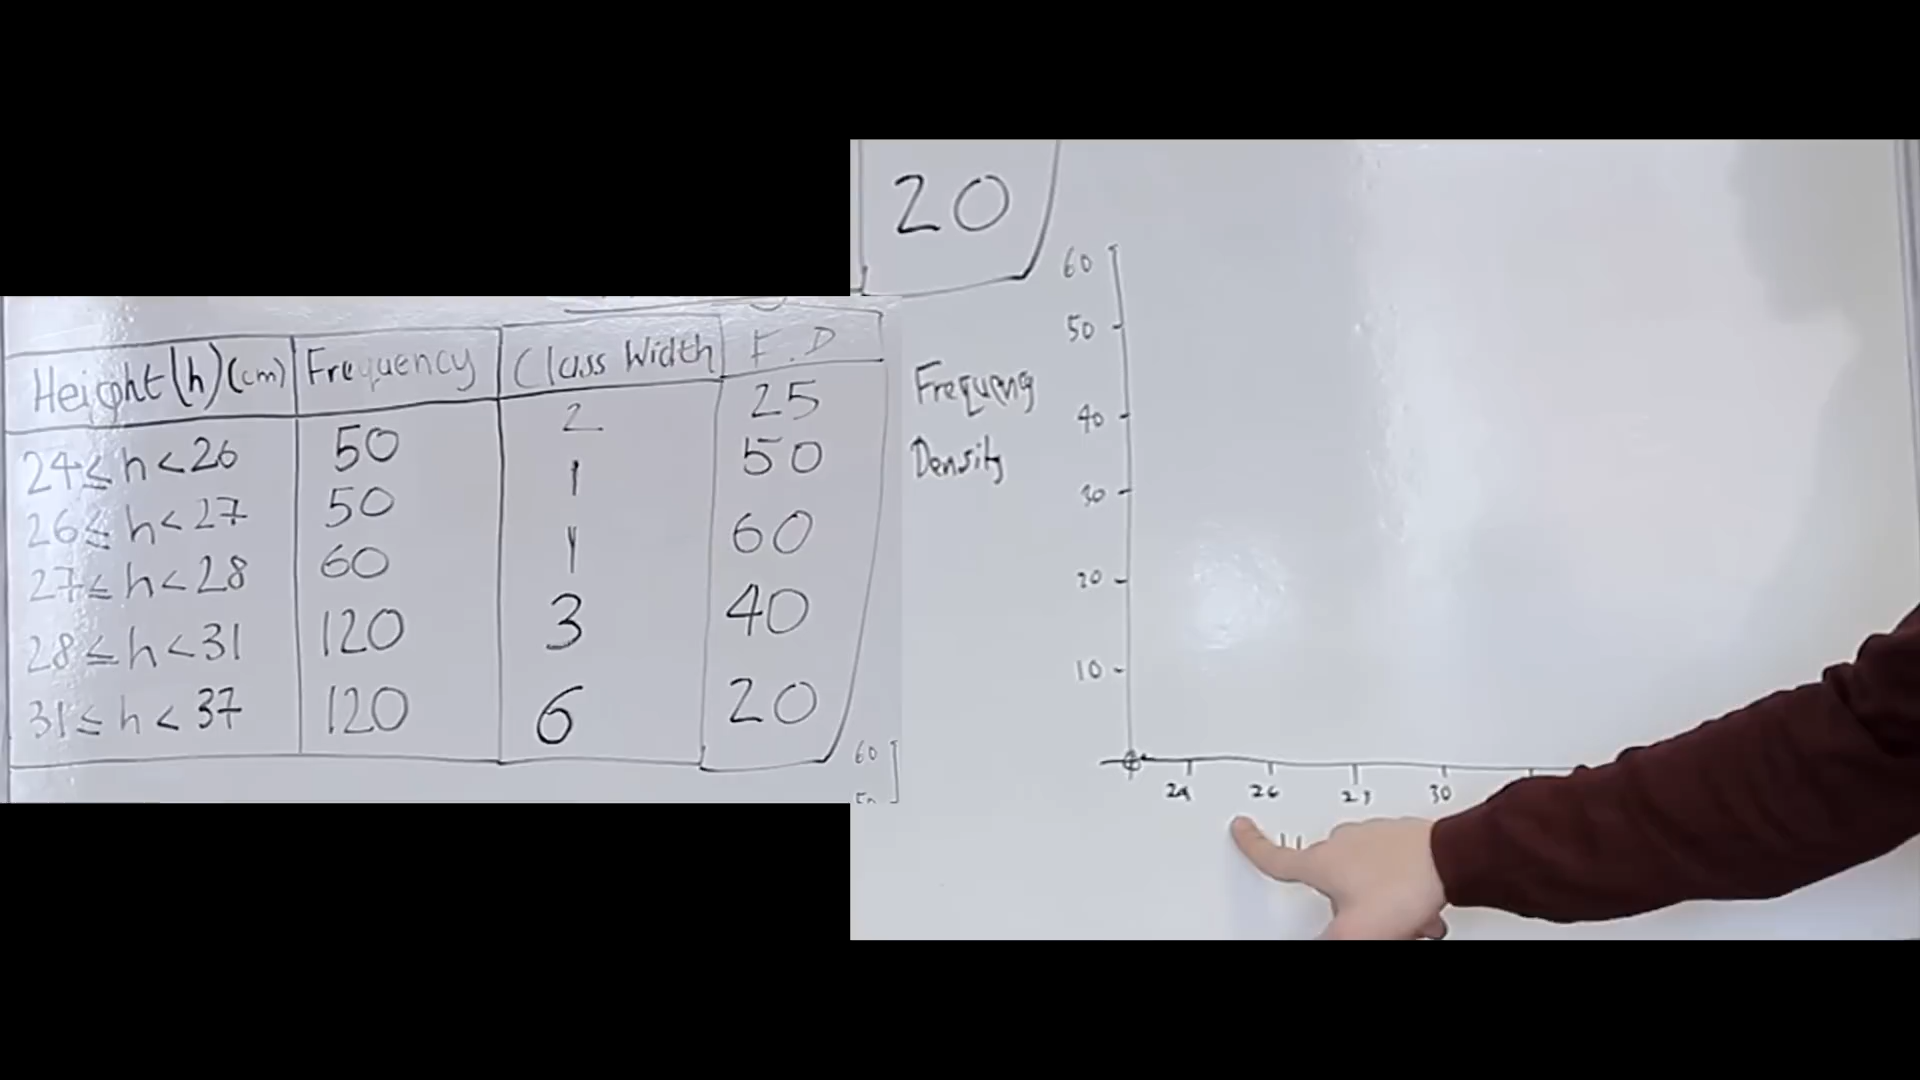 Height (h) (cm) Frequency Class Width F.D
24 ≤ h < 26 50 2 25
26 ≤ h < 27 50 1 50
27 ≤ h < 28 60 1 60
28 ≤ h < 31 120 3 40
31 ≤ h < 37 120 6 20
60
20
Frequency
Density
60
50
40
30
20
10
24 26 30